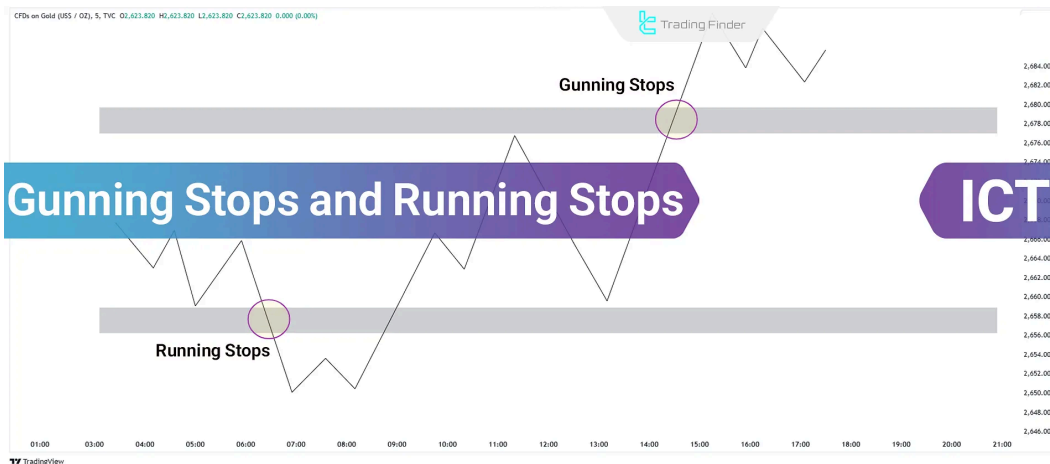 CFDs on Gold (US$ / OZ), 5, TVC O2,623.820 H2,623.820 L2,623.820 C2,623.820 0.000 (0.00%)
Trading Finder
Gunning Stops
2,684.00
2,682.00
2,680.00
2,678.00
2,676.00
2,674.00
Gunning Stops and Running Stops
ICT
2,666.00
2,664.00
2,662.00
2,660.00
2,658.00
2,656.00
Running Stops
2,654.00
2,652.00
2,650.00
2,648.00
2,646.00
01:00 03:00 04:00 05:00 06:00 07:00 08:00 09:00 10:00 11:00 12:00 13:00 14:00 15:00 16:00 17:00 18:00 19:00 20:00 21:00
TradingView